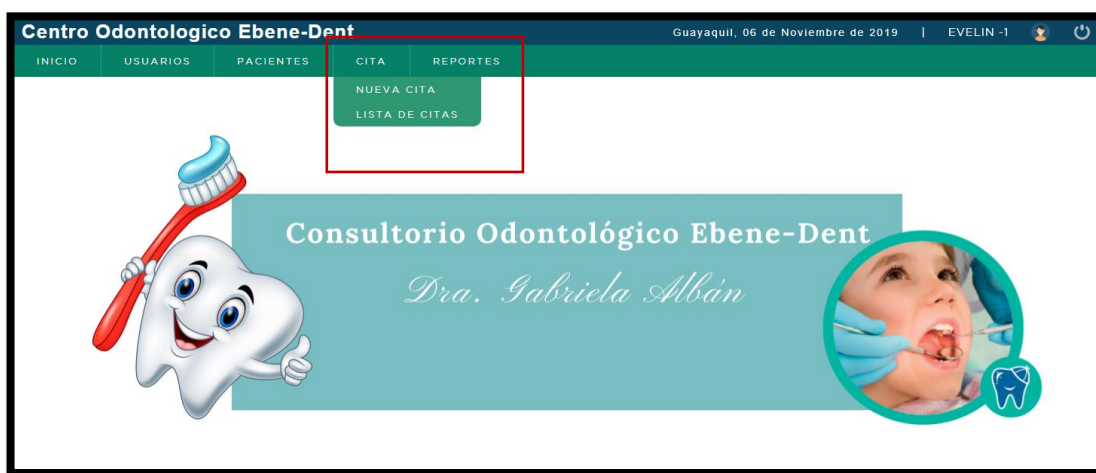 Centro Odontologico Ebene-Dent
Guayaquil, 06 de Noviembre de 2019 | EVELIN -1
INICIO USUARIOS PACIENTES CITA REPORTES
NUEVA CITA
LISTA DE CITAS
Consultorio Odontológico Ebene-Dent
Dra. Gabriela Albán